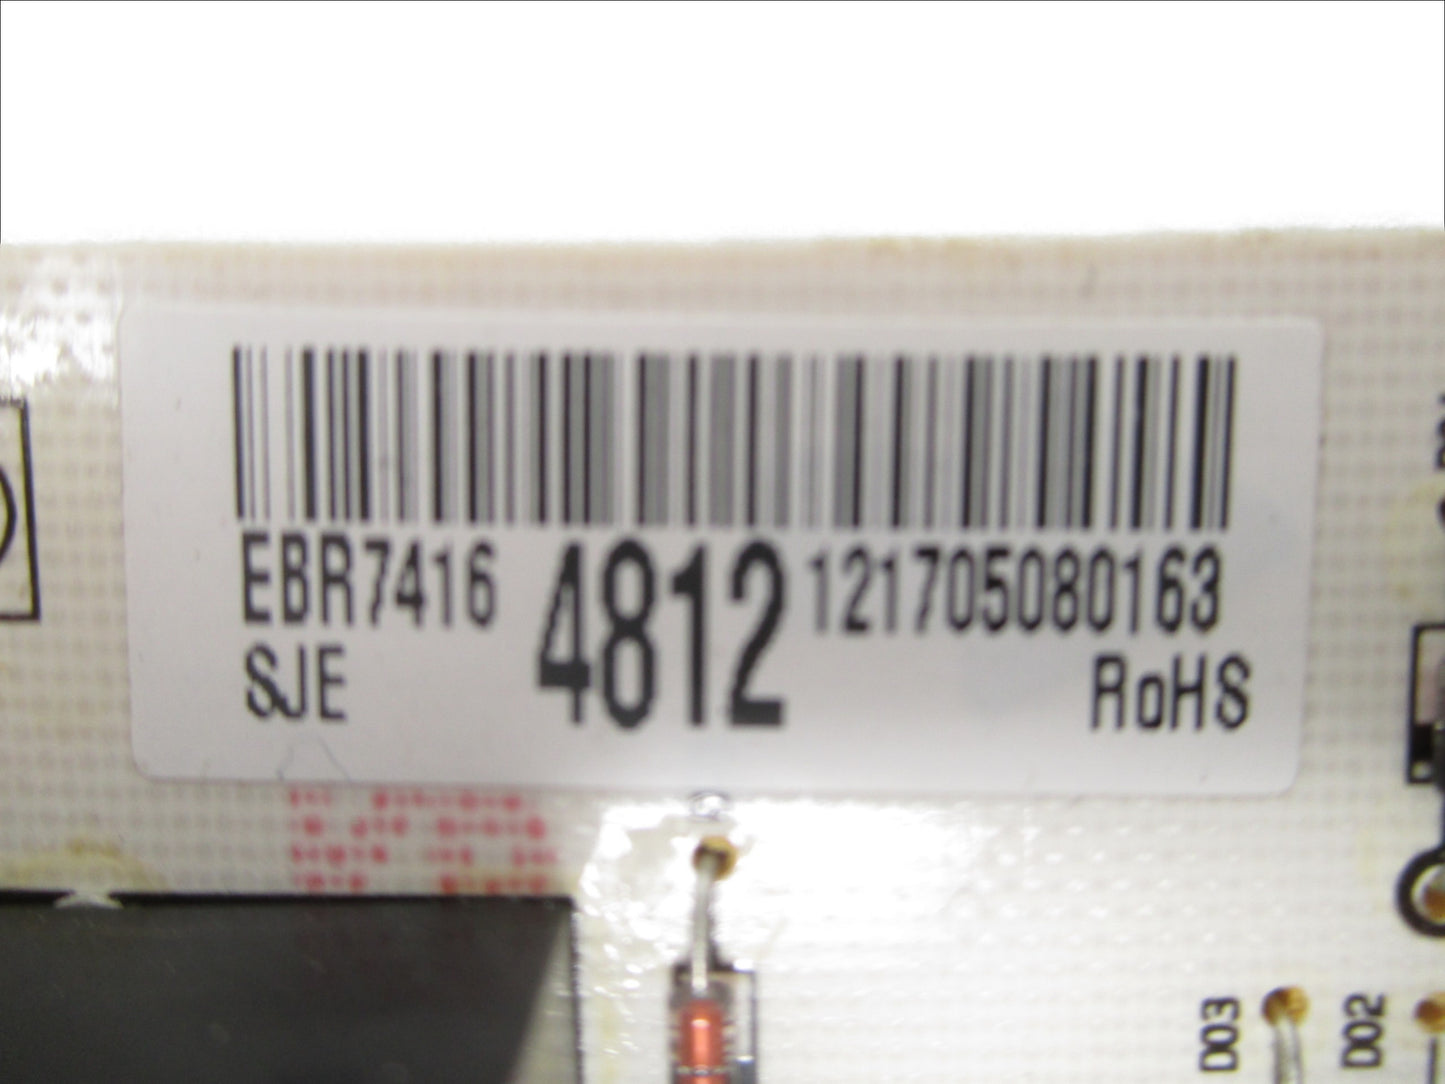 EBR7416 4812 121705080163
SJE RoHS
D03 D02